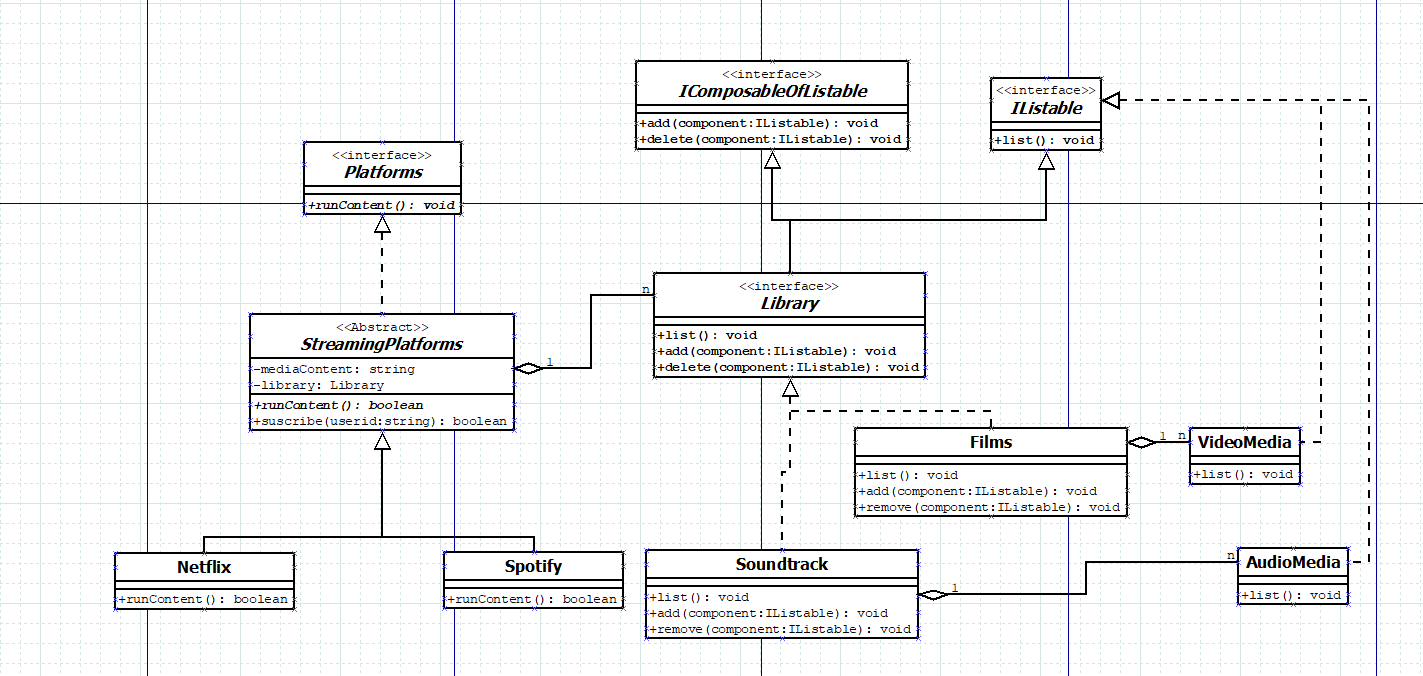 <<interface>>
IComposableOfListable
+add(component:IListable): void
+delete(component:IListable): void
<<interface>>
IListable
+list(): void
<<interface>>
Platforms
+runContent(): void
<<interface>>
Library
+list(): void
+add(component:IListable): void
+delete(component:IListable): void
n
<<Abstract>>
StreamingPlatforms
-mediaContent: string
-library: Library
+runContent(): boolean
+suscribe(userid:string): boolean
1
Films
+list(): void
+add(component:IListable): void
+remove(component:IListable): void
1
n
VideoMedia
+list(): void
Netflix
+runContent(): boolean
Spotify
+runContent(): boolean
Soundtrack
+list(): void
+add(component:IListable): void
+remove(component:IListable): void
1
n
AudioMedia
+list(): void